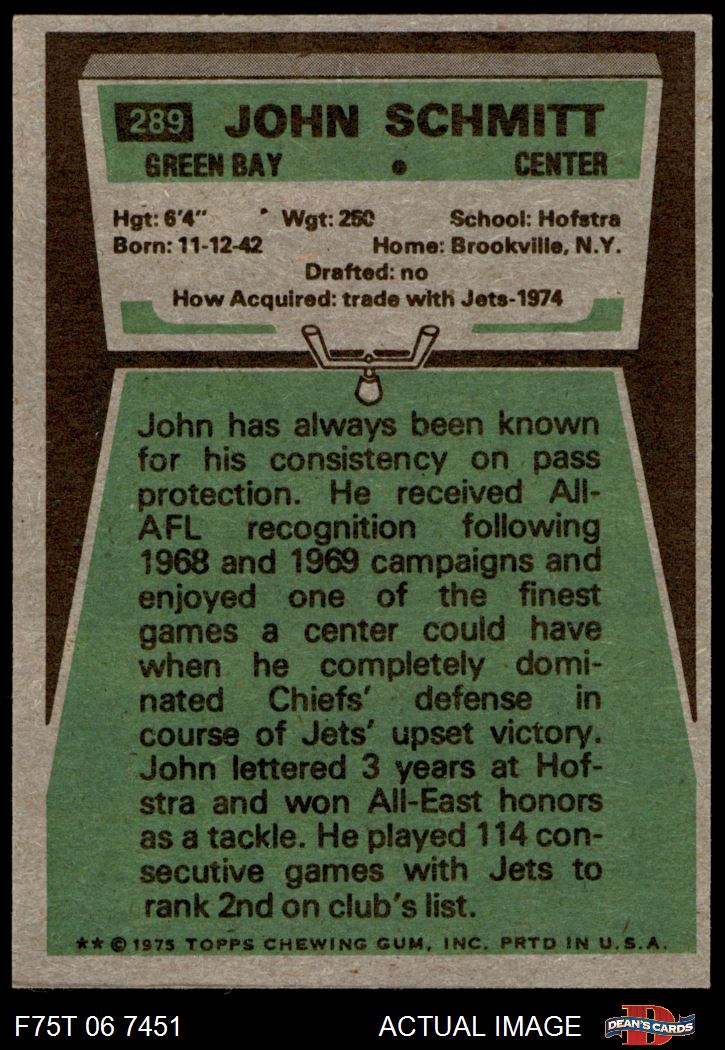 289 JOHN SCHMITT
GREEN BAY • CENTER
Hgt: 6'4" Wgt: 250 School: Hofstra
Born: 11-12-42 Home: Brookville, N.Y.
Drafted: no
How Acquired: trade with Jets-1974
John has always been known
for his consistency on pass
protection. He received All-
AFL recognition following
1968 and 1969 campaigns and
enjoyed one of the finest
games a center could have
when he completely domi-
nated Chiefs' defense in
course of Jets' upset victory.
John lettered 3 years at Hof-
stra and won All-East honors
as a tackle. He played 114 con-
secutive games with Jets to
rank 2nd on club's list.
** © 1975 TOPPS CHEWING GUM, INC. PRTD IN U.S.A.
F75T 06 7451 ACTUAL IMAGE
D
DEAN'S CARDS